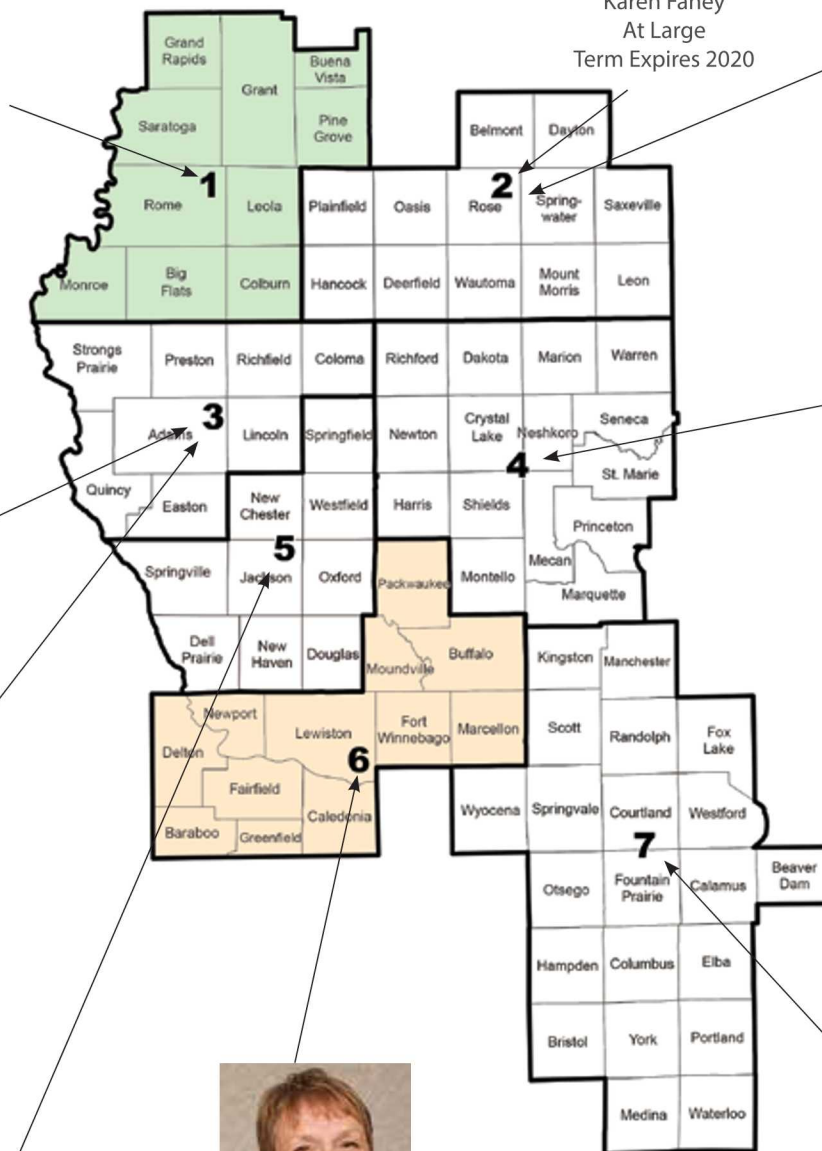 Karen Fahey
At Large
Term Expires 2020
Grand
Rapids
Grant
Buena
Vista
Saratoga
Pine
Grove
Belmont
Dayton
1
2
Rome
Leola
Plainfield
Oasis
Rose
Spring-
water
Saxeville
Monroe
Big
Flats
Colburn
Hancock
Deerfield
Wautoma
Mount
Morris
Leon
Strongs
Prairie
Preston
Richfield
Coloma
Richford
Dakota
Marion
Warren
3
Adams
Lincoln
Springfield
Newton
Crystal
Lake
Neshkoro
Seneca
4
St. Marie
Quincy
Easton
New
Chester
Westfield
Harris
Shields
Princeton
5
Springville
Jackson
Oxford
Packwaukee
Montello
Mecan
Marquette
Dell
Prairie
New
Haven
Douglas
Moundville
Buffalo
Kingston
Manchester
Newport
Lewiston
Fort
Winnebago
Marcellon
Scott
Randolph
Fox
Lake
Delton
6
Fairfield
Caledonia
Wyocena
Springvale
Courtland
Westford
Baraboo
Greenfield
7
Otsego
Fountain
Prairie
Calamus
Beaver
Dam
Hampden
Columbus
Elba
Bristol
York
Portland
Medina
Waterloo